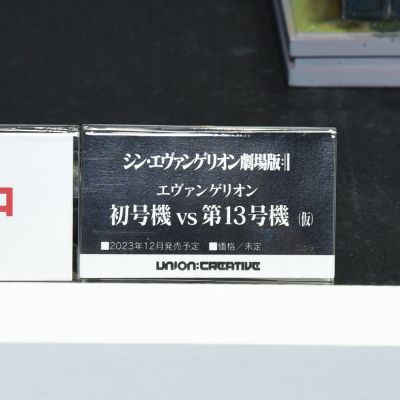 中
シン・エヴァンゲリオン劇場版:||
エヴァンゲリオン
初号機 vs 第13号機 (仮)
■2023年12月発売予定 ■価格/未定
UNION:CREATIVE